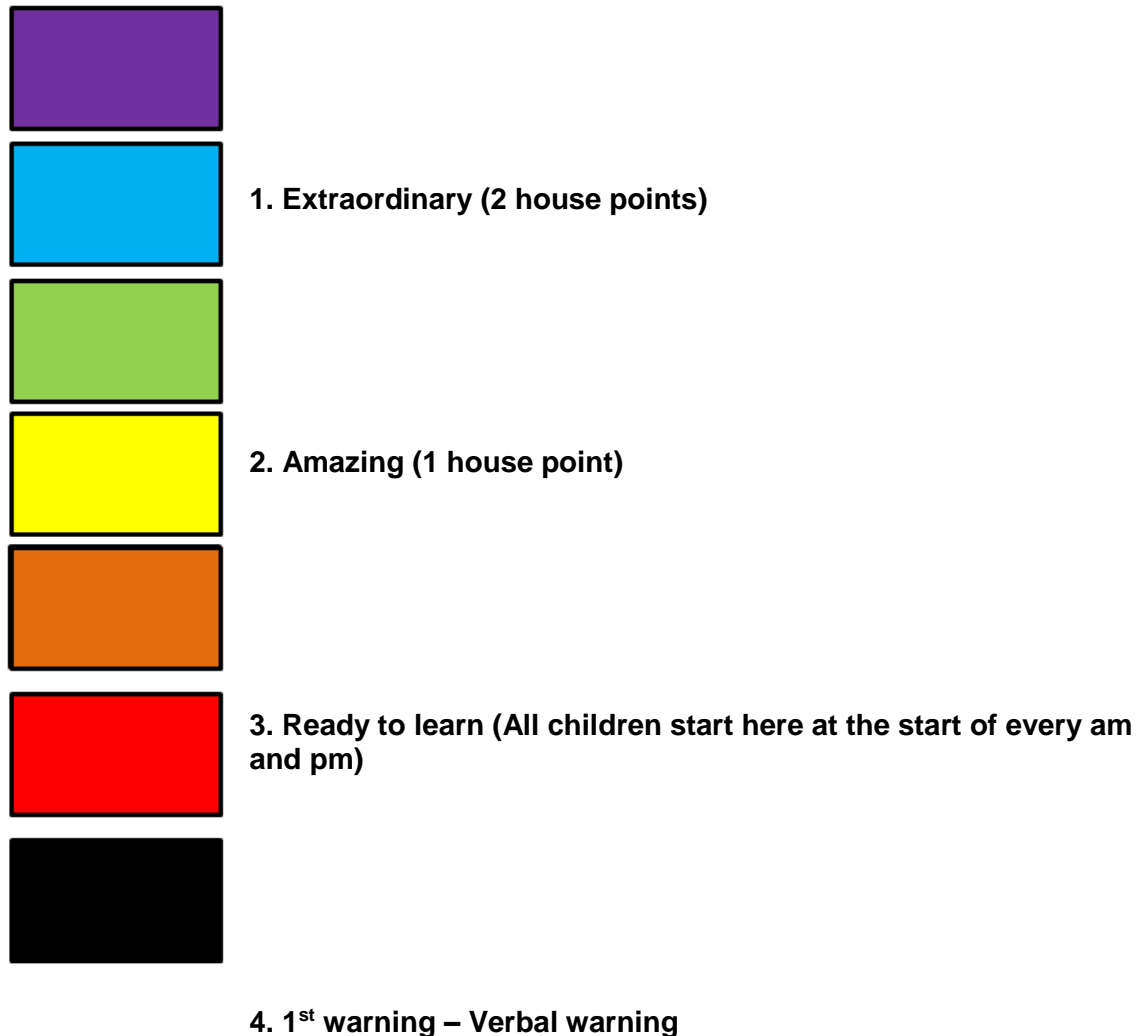 1. Extraordinary (2 house points)
2. Amazing (1 house point)
3. Ready to learn (All children start here at the start of every am
and pm)
4. 1st warning – Verbal warning